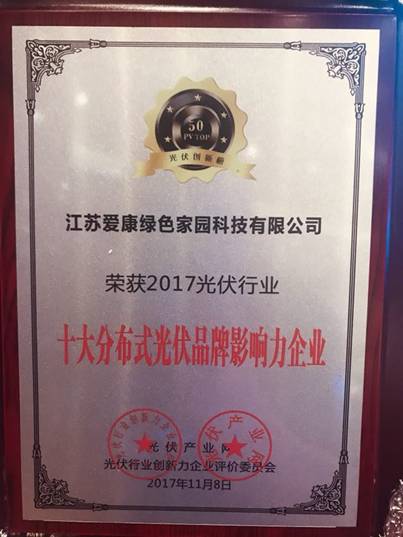 50
PV TOP
光伏创新榜
江苏爱康绿色家园科技有限公司
荣获2017光伏行业
十大分布式光伏品牌影响力企业
光伏产业网
光伏行业创新力企业评价委员会
2017年11月8日